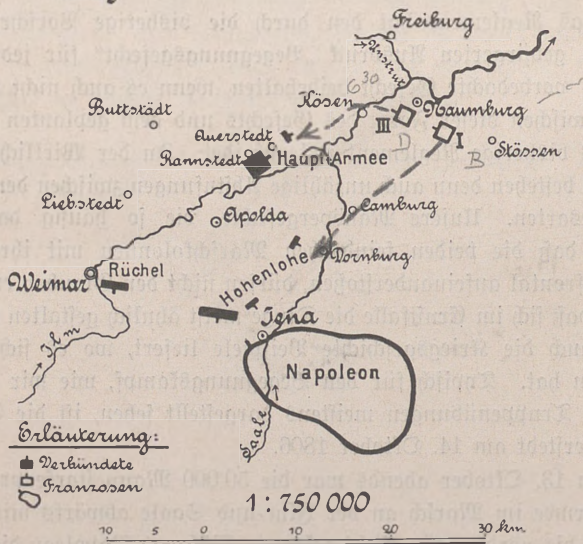 Freiburg
Unstrut
630
Kösen
Naumburg
III
I
D
B
Stössen
Buttstädt
Auerstedt
Rannstedt
Haupt-Armee
Liebstedt
Apolda
Camburg
Dornburg
Weimar
Rüchel
Hohenlohe
Jena
Ilm
Napoleon
Saale
Erläuterung:
Verbündete
Franzosen
1:750 000
10 5 0 10 20 30 km